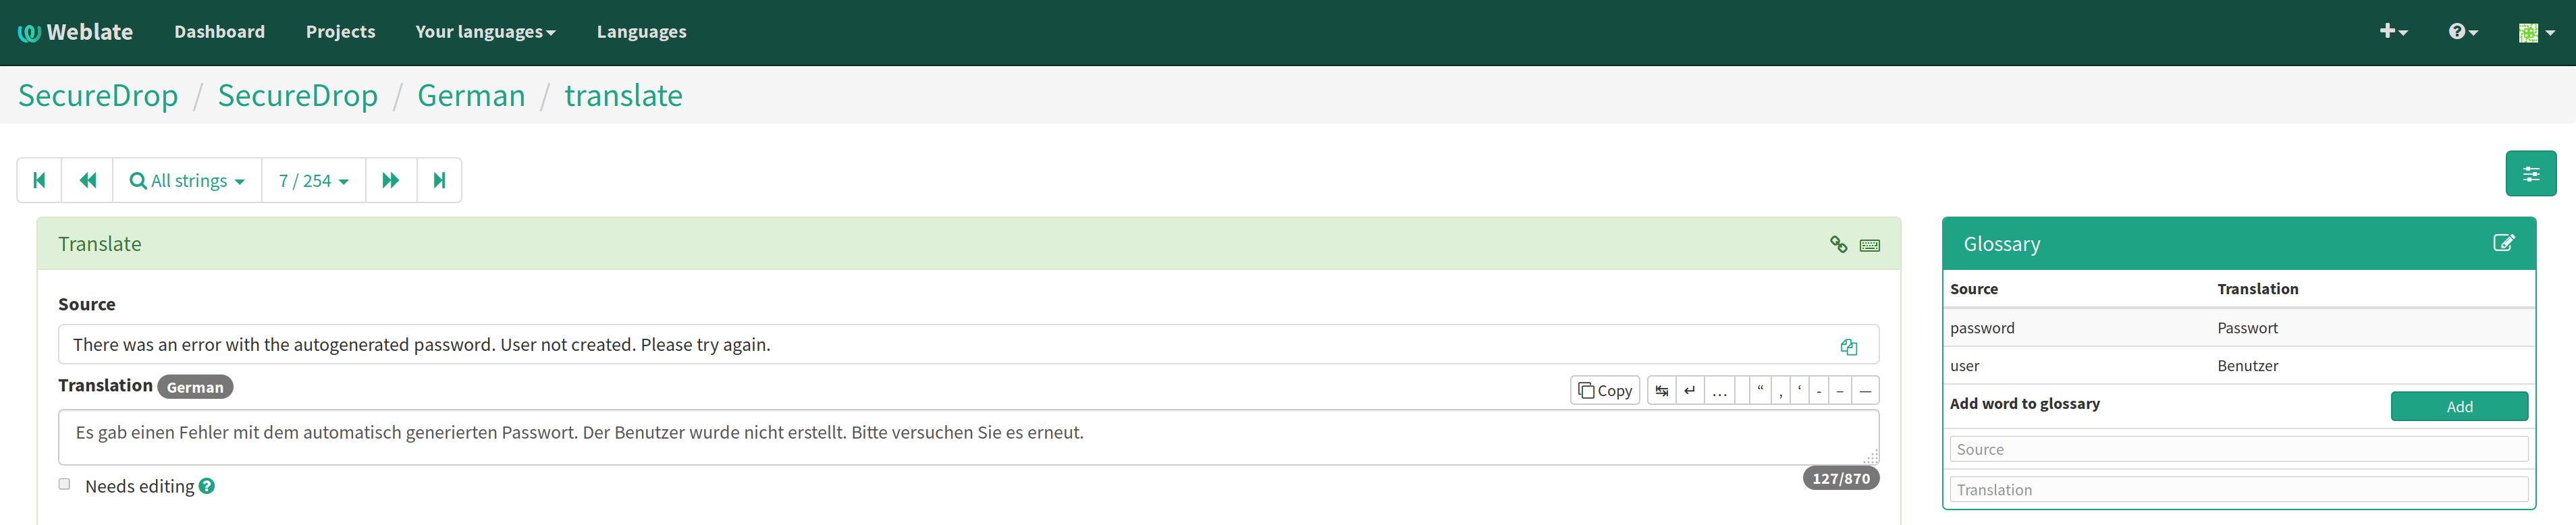 Weblate Dashboard Projects Your languages Languages
SecureDrop / SecureDrop / German / translate
All strings 7 / 254
Translate
Source
There was an error with the autogenerated password. User not created. Please try again.
Translation German
Copy ↹ ↵ … “ ‚ ‘ - – —
Es gab einen Fehler mit dem automatisch generierten Passwort. Der Benutzer wurde nicht erstellt. Bitte versuchen Sie es erneut.
127/870
Needs editing ?
Glossary
Source Translation
password Passwort
user Benutzer
Add word to glossary Add
Source
Translation